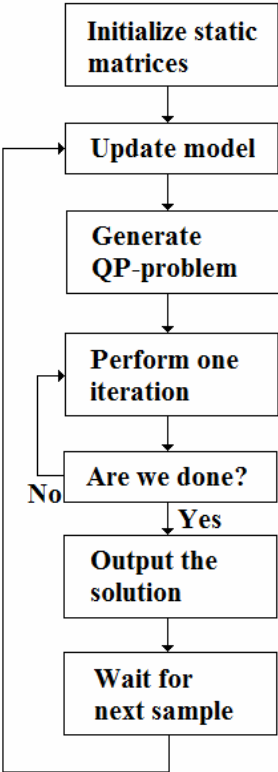 Initialize static
matrices
Update model
Generate
QP-problem
Perform one
iteration
Are we done?
No
Yes
Output the
solution
Wait for
next sample